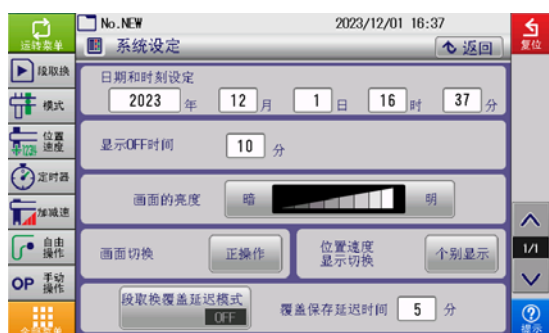 No.NEW 2023/12/01 16:37
运转菜单
系统设定
返回
复位
段取换
日期和时刻设定
2023 年 12 月 1 日 16 时 37 分
模式
位置
速度
显示OFF时间 10 分
定时器
画面的亮度 暗 明
加减速
自由
操作
画面切换 正操作
位置速度
显示切换
个别显示
1/1
OP 手动
操作
段取换覆盖延迟模式
OFF
覆盖保存延迟时间 5 分
全部菜单
提示